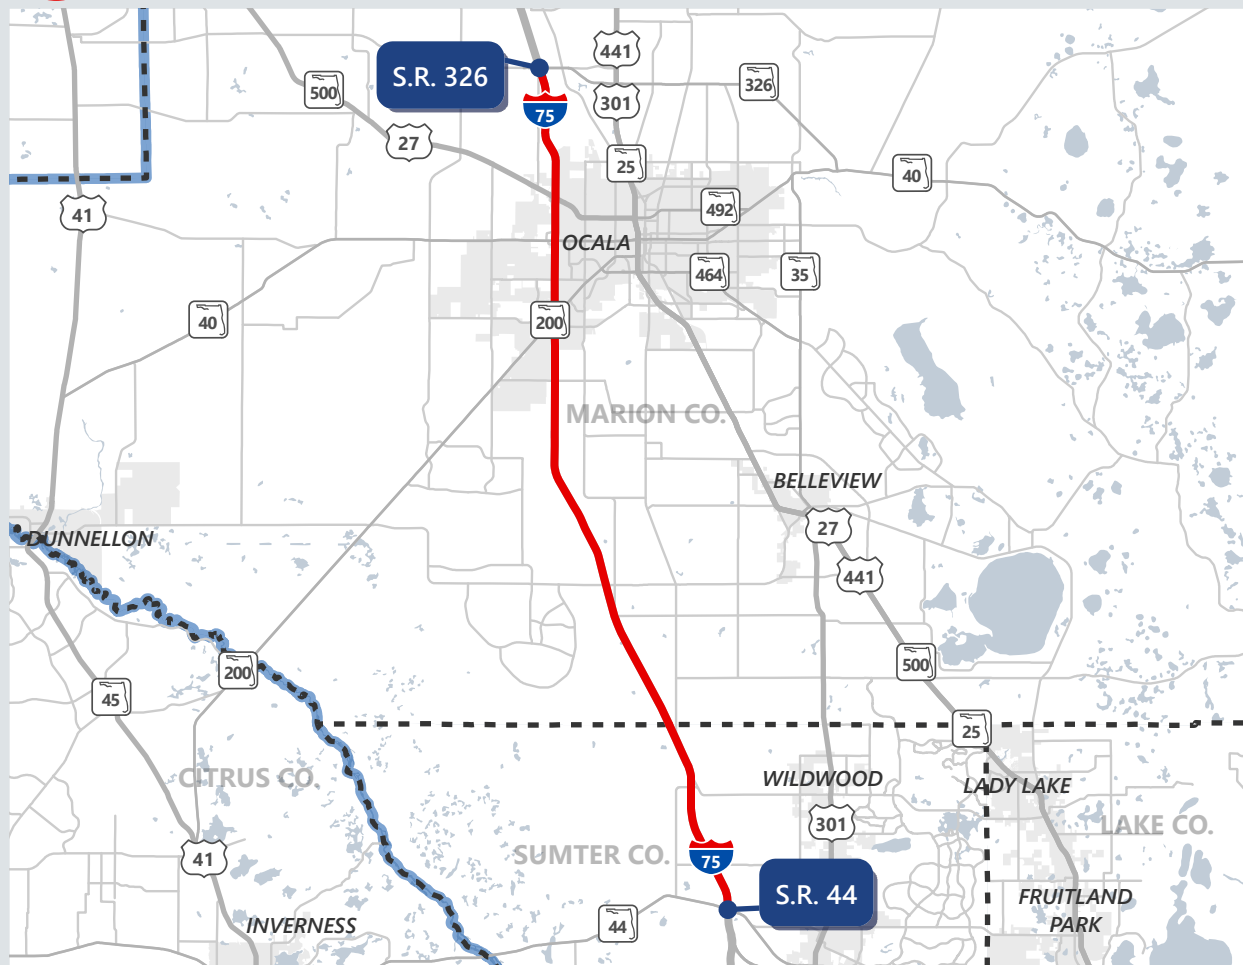 441
S.R. 326
500
326
301
75
27
25
40
492
41
OCALA
464
35
40
200
MARION CO.
BELLEVIEW
27
DUNNELLON
441
500
200
45
25
CITRUS CO.
WILDWOOD
LADY LAKE
301
LAKE CO.
SUMTER CO.
75
41
S.R. 44
FRUITLAND
PARK
44
INVERNESS